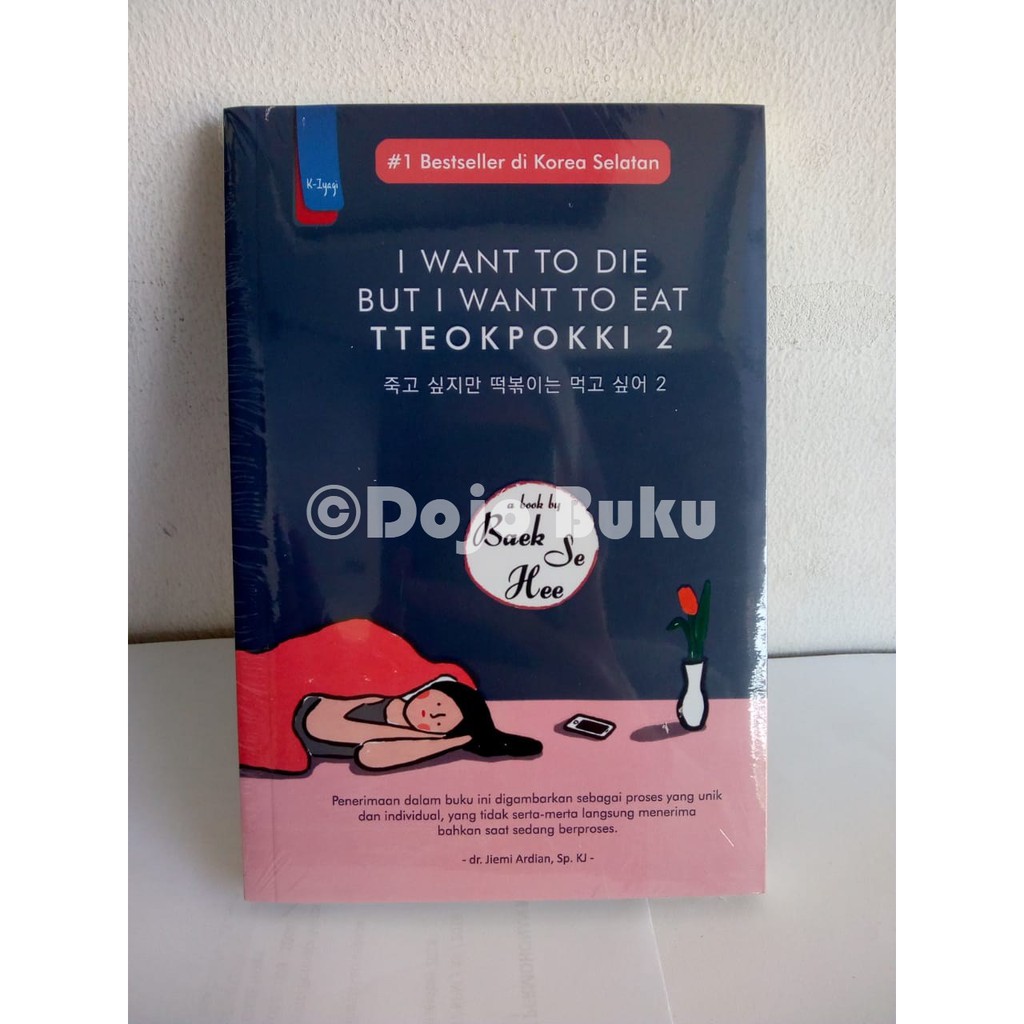 #1 Bestseller di Korea Selatan
K-Iyagi
I WANT TO DIE
BUT I WANT TO EAT
TTEOKPOKKI 2
죽고 싶지만 떡볶이는 먹고 싶어 2
©Dojo Buku
a book by
Baek Se
Hee
Penerimaan dalam buku ini digambarkan sebagai proses yang unik
dan individual, yang tidak serta-merta langsung menerima
bahkan saat sedang berproses.
- dr. Jiemi Ardian, Sp. KJ -